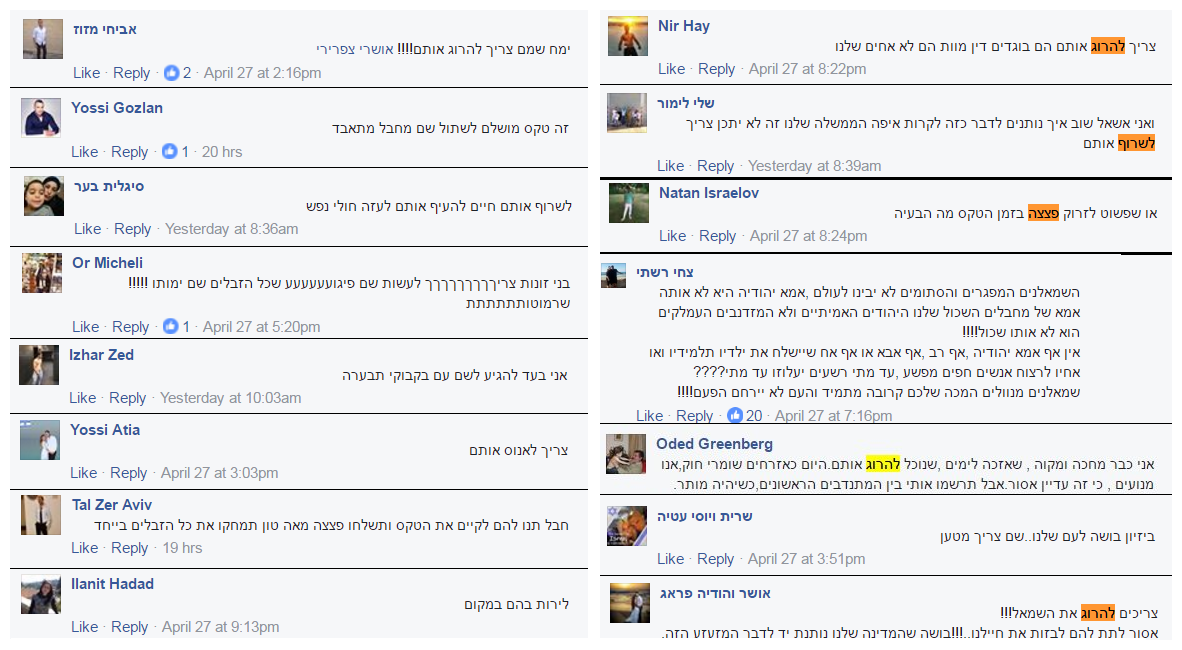 אביחי מזוז
ימח שמם צריך להרוג אותם!!!! אושרי צפרירי
Like · Reply · 2 · April 27 at 2:16pm
Yossi Gozlan
זה טקס מושלם לשתול שם מחבל מתאבד
Like · Reply · 1 · 20 hrs
סיגלית בער
לשרוף אותם חיים להעיף אותם לעזה חולי נפש
Like · Reply · Yesterday at 8:36am
Or Micheli
בני זונות צריךךךךךךךךךך לעשות שם פיגועעעעעע שכל הזבלים שם ימותו !!!!!
שרמוטותתתתתת
Like · Reply · 1 · April 27 at 5:20pm
Izhar Zed
אני בעד להגיע לשם עם בקבוקי תבערה
Like · Reply · Yesterday at 10:03am
Yossi Atia
צריך לאנוס אותם
Like · Reply · April 27 at 3:03pm
Tal Zer Aviv
חבל תנו להם לקיים את הטקס ותשלחו פצצה מאה טון תמחקו את כל הזבלים בייחד
Like · Reply · 19 hrs
Ilanit Hadad
לירות בהם במקום
Like · Reply · April 27 at 9:13pm
Nir Hay
צריך להרוג אותם הם בוגדים דין מוות הם לא אחים שלנו
Like · Reply · April 27 at 8:22pm
שלי לימור
ואני אשאל שוב איך נותנים לדבר כזה לקרות איפה הממשלה שלנו זה לא יתכן צריך
לשרוף אותם
Like · Reply · Yesterday at 8:39am
Natan Israelov
או שפשוט לזרוק פצצה בזמן הטקס מה הבעיה
Like · Reply · April 27 at 8:24pm
צחי רשתי
השמאלנים המפגרים והסתומים לא יבינו לעולם ,אמא יהודיה היא לא אותה
אמא של מחבלים השכול שלנו היהודים האמיתיים ולא המזדנבים העמלקים
הוא לא אותו שכול!!!!
אין אף אמא יהודיה ,אף רב ,אף אבא או אף אח שיישלח את ילדיו תלמידיו ואו
אחיו לרצוח אנשים חפים מפשע ,עד מתי רשעים יעלוזו עד מתי????
שמאלנים מנוולים המכה שלכם קרובה מתמיד והעם לא יירחם הפעם!!!!
Like · Reply · 20 · April 27 at 7:16pm
Oded Greenberg
אני כבר מחכה ומקוה , שאזכה לימים ,שנוכל להרוג אותם.היום כאזרחים שומרי חוק,אנו
מנועים , כי זה עדיין אסור.אבל תרשמו אותי בין המתנדבים הראשונים,כשיהיה מותר.
שרית ויוסי עטיה
ביזיון בושה לעם שלנו..שם צריך מטען
Like · Reply · April 27 at 3:51pm
אושר והודיה פראג
צריכים להרוג את השמאל!!!
אסור לתת להם לבזות את חיילנו..!!!בושה שהמדינה שלנו נותנת יד לדבר המזעזע הזה.